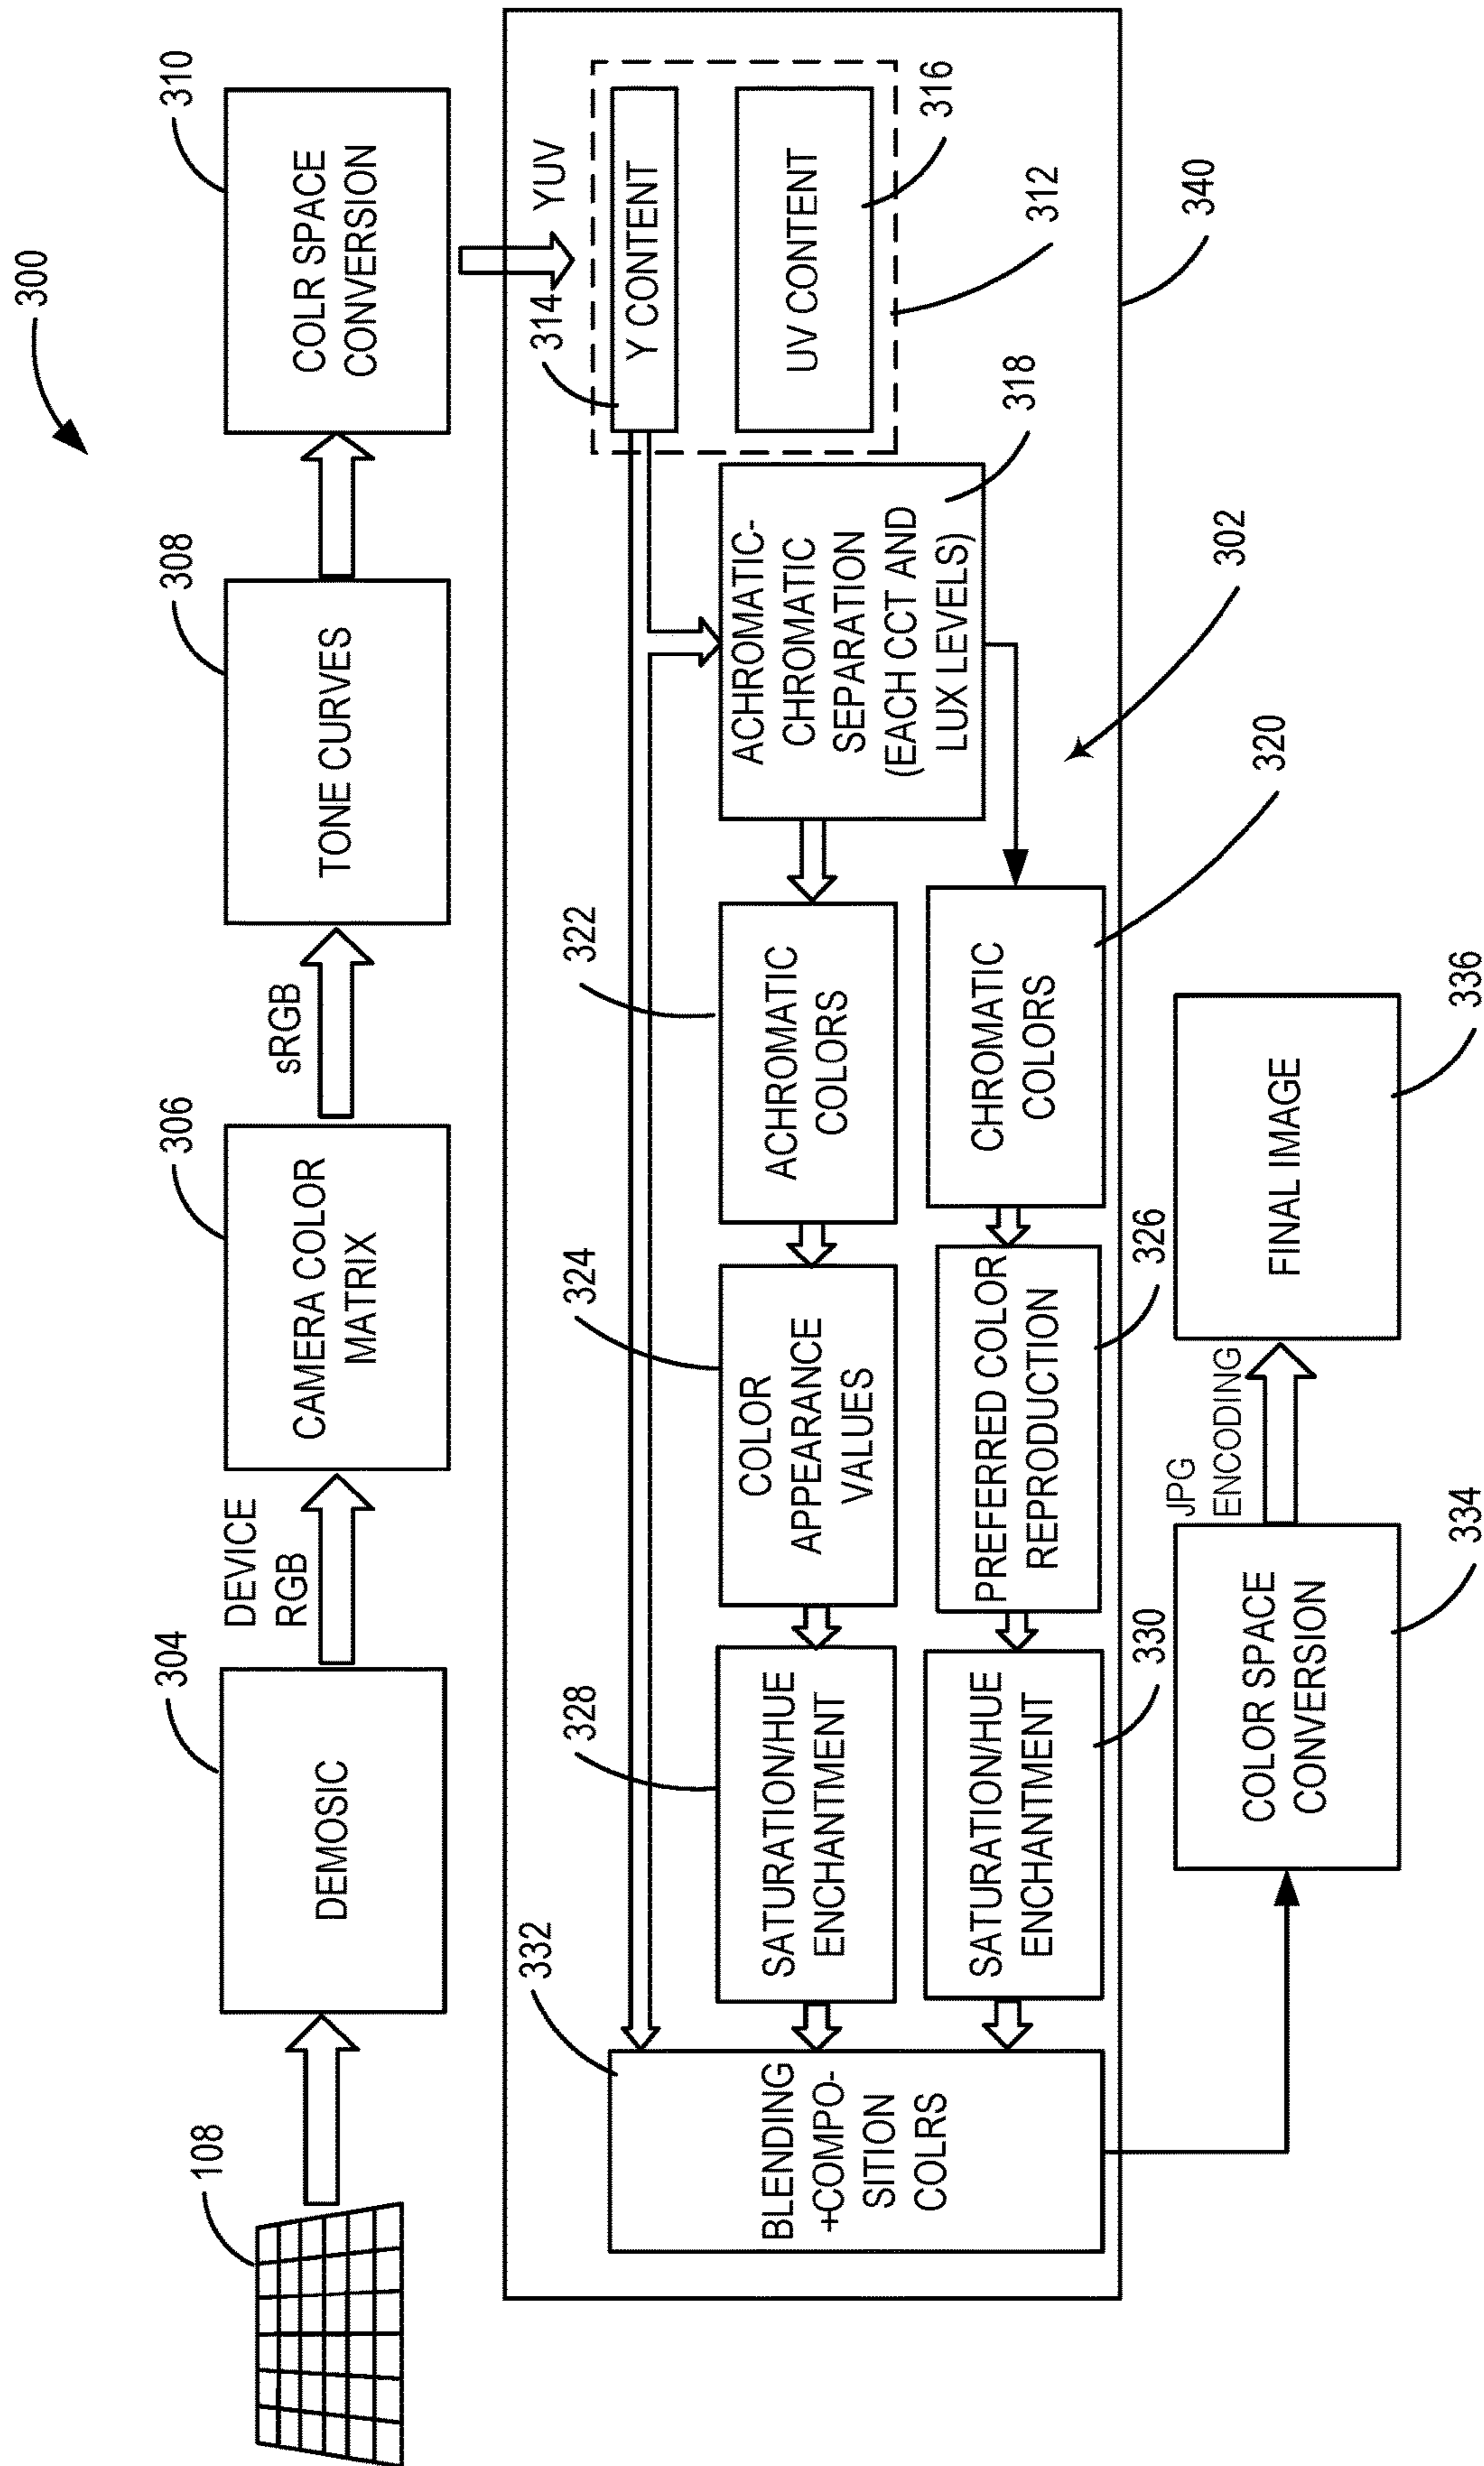 300
108
304
DEMOSIC
DEVICE
RGB
306
CAMERA COLOR
MATRIX
sRGB
308
TONE CURVES
310
COLR SPACE
CONVERSION
YUV
314
Y CONTENT
UV CONTENT
316
312
340
318
ACHROMATIC-
CHROMATIC
SEPARATION
(EACH CCT AND
LUX LEVELS)
302
322
ACHROMATIC
COLORS
320
CHROMATIC
COLORS
324
COLOR
APPEARANCE
VALUES
326
PREFERRED COLOR
REPRODUCTION
328
SATURATION/HUE
ENCHANTMENT
330
SATURATION/HUE
ENCHANTMENT
332
BLENDING
+COMPO-
SITION
COLRS
334
COLOR SPACE
CONVERSION
JPG
ENCODING
336
FINAL IMAGE